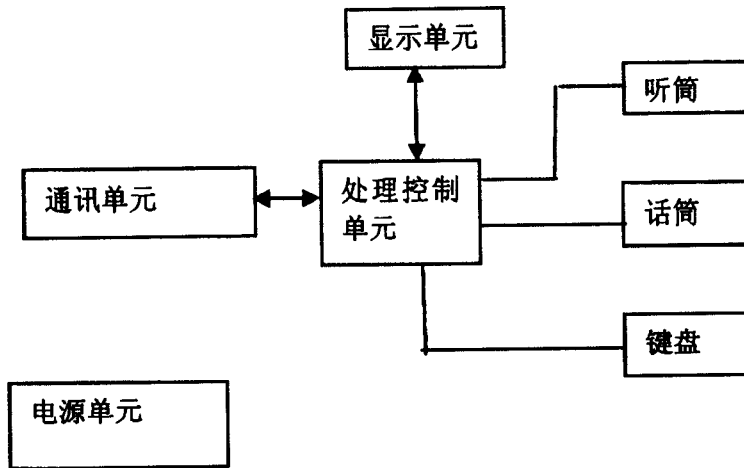 显示单元
听筒
通讯单元
处理控制
单元
话筒
键盘
电源单元